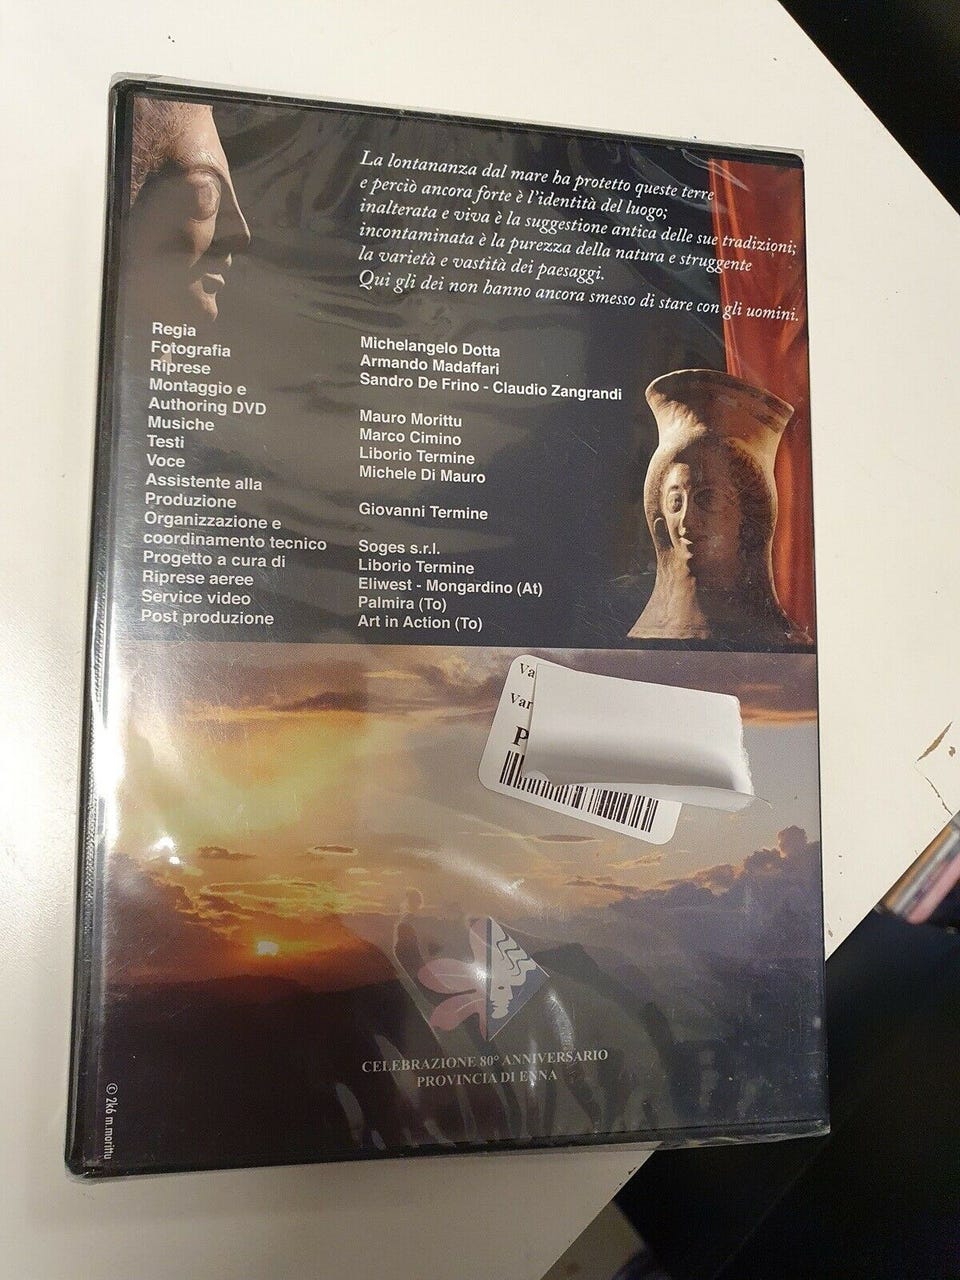 La lontananza dal mare ha protetto queste terre
e perciò ancora forte è l'identità del luogo;
inalterata e viva è la suggestione antica delle sue tradizioni;
incontaminata è la purezza della natura e struggente
la varietà e vastità dei paesaggi.
Qui gli dei non hanno ancora smesso di stare con gli uomini.
Regia Michelangelo Dotta
Fotografia Armando Madaffari
Riprese Sandro De Frino - Claudio Zangrandi
Montaggio e
Authoring DVD Mauro Morittu
Musiche Marco Cimino
Testi Liborio Termine
Voce Michele Di Mauro
Assistente alla
Produzione Giovanni Termine
Organizzazione e
coordinamento tecnico Soges s.r.l.
Progetto a cura di Liborio Termine
Riprese aeree Eliwest - Mongardino (At)
Service video Palmira (To)
Post produzione Art in Action (To)
Va
Var
P
CELEBRAZIONE 80° ANNIVERSARIO
PROVINCIA DI ENNA
© 2k6 m.morittu